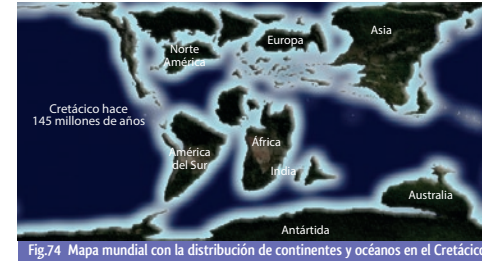 Asia
Europa
Norte
América
Cretácico hace
145 millones de años
África
América
del Sur
India
Australia
Antártida
Fig.74 Mapa mundial con la distribución de continentes y océanos en el Cretácico